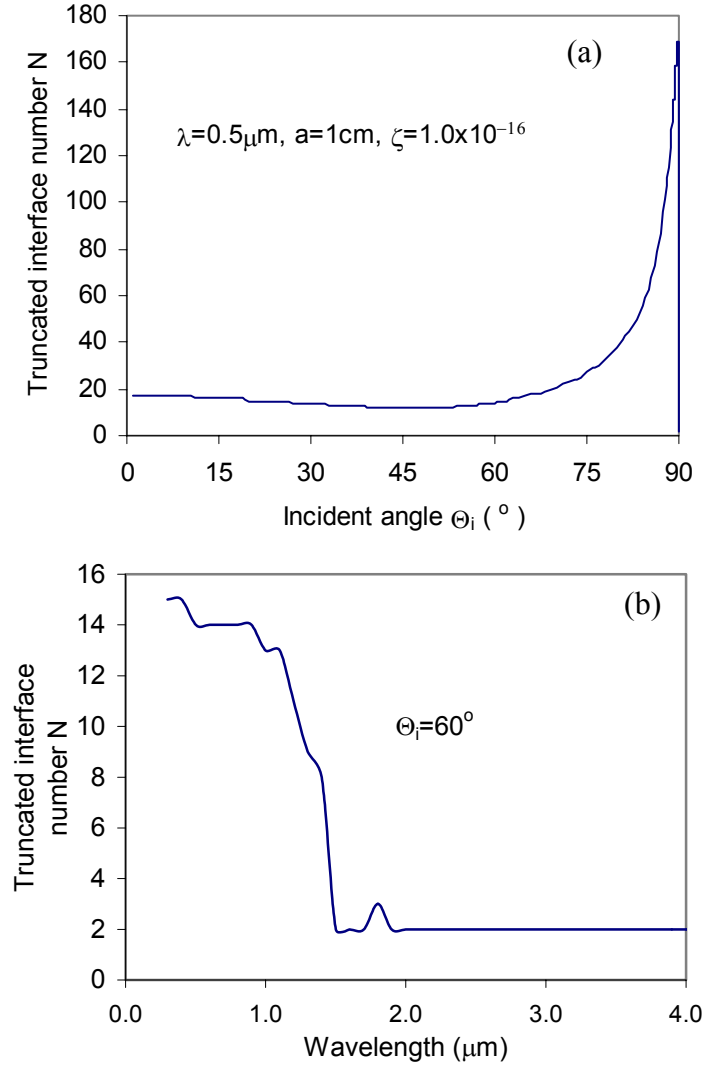 (a)
λ=0.5μm, a=1cm, ζ=1.0x10⁻¹⁶
Truncated interface number N
180
160
140
120
100
80
60
40
20
0
0 15 30 45 60 75 90
Incident angle Θi ( o )
(b)
Θi=60o
Truncated interface
number N
16
14
12
10
8
6
4
2
0
0.0 1.0 2.0 3.0 4.0
Wavelength (μm)